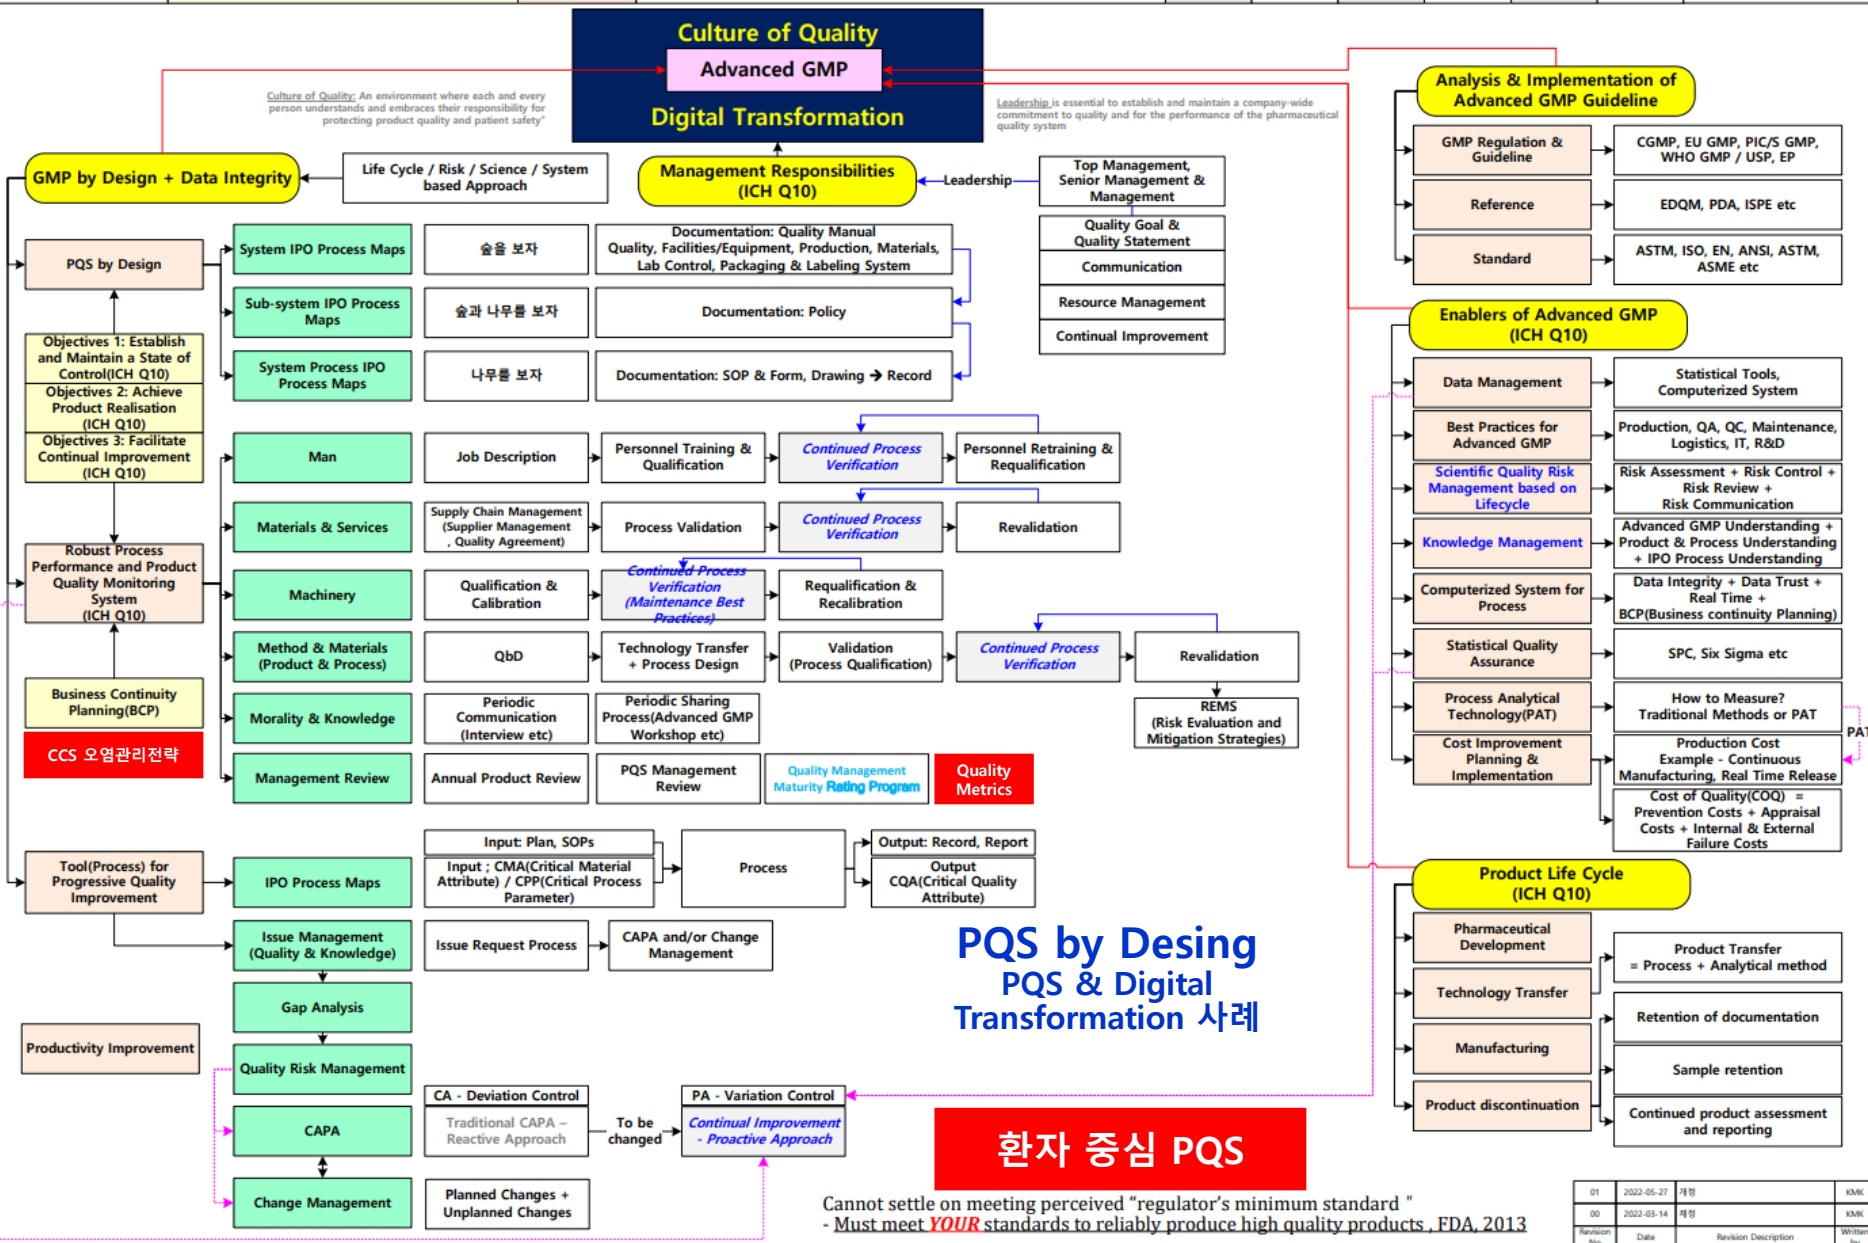 Culture of Quality
Advanced GMP
Digital Transformation
Culture of Quality: An environment where each and every
person understands and embraces their responsibility for
protecting product quality and patient safety"
Leadership is essential to establish and maintain a company-wide
commitment to quality and for the performance of the pharmaceutical
quality system
GMP by Design + Data Integrity
Life Cycle / Risk / Science / System
based Approach
Management Responsibilities
(ICH Q10)
Leadership
Top Management,
Senior Management &
Management
Quality Goal &
Quality Statement
Communication
Resource Management
Continual Improvement
PQS by Design
System IPO Process Maps
숲을 보자
Documentation: Quality Manual
Quality, Facilities/Equipment, Production, Materials,
Lab Control, Packaging & Labeling System
Sub-system IPO Process
Maps
숲과 나무를 보자
Documentation: Policy
System Process IPO
Process Maps
나무를 보자
Documentation: SOP & Form, Drawing → Record
Objectives 1: Establish
and Maintain a State of
Control(ICH Q10)
Objectives 2: Achieve
Product Realisation
(ICH Q10)
Objectives 3: Facilitate
Continual Improvement
(ICH Q10)
Robust Process
Performance and Product
Quality Monitoring
System
(ICH Q10)
Business Continuity
Planning(BCP)
CCS 오염관리전략
Man
Job Description
Personnel Training &
Qualification
Continued Process
Verification
Personnel Retraining &
Requalification
Materials & Services
Supply Chain Management
(Supplier Management
, Quality Agreement)
Process Validation
Continued Process
Verification
Revalidation
Machinery
Qualification &
Calibration
Continued Process
Verification
(Maintenance Best
Practices)
Requalification &
Recalibration
Method & Materials
(Product & Process)
QbD
Technology Transfer
+ Process Design
Validation
(Process Qualification)
Continued Process
Verification
Revalidation
REMS
(Risk Evaluation and
Mitigation Strategies)
Morality & Knowledge
Periodic
Communication
(Interview etc)
Periodic Sharing
Process(Advanced GMP
Workshop etc)
Management Review
Annual Product Review
PQS Management
Review
Quality Management
Maturity Rating Program
Quality
Metrics
Tool(Process) for
Progressive Quality
Improvement
IPO Process Maps
Input: Plan, SOPs
Input ; CMA(Critical Material
Attribute) / CPP(Critical Process
Parameter)
Process
Output: Record, Report
Output
CQA(Critical Quality
Attribute)
Issue Management
(Quality & Knowledge)
Issue Request Process
CAPA and/or Change
Management
Gap Analysis
Productivity Improvement
Quality Risk Management
CAPA
CA - Deviation Control
Traditional CAPA –
Reactive Approach
To be
changed
PA - Variation Control
Continual Improvement
- Proactive Approach
Change Management
Planned Changes +
Unplanned Changes
PQS by Desing
PQS & Digital
Transformation 사례
환자 중심 PQS
Cannot settle on meeting perceived “regulator’s minimum standard "
- Must meet YOUR standards to reliably produce high quality products , FDA, 2013
Analysis & Implementation of
Advanced GMP Guideline
GMP Regulation &
Guideline
CGMP, EU GMP, PIC/S GMP,
WHO GMP / USP, EP
Reference
EDQM, PDA, ISPE etc
Standard
ASTM, ISO, EN, ANSI, ASTM,
ASME etc
Enablers of Advanced GMP
(ICH Q10)
Data Management
Statistical Tools,
Computerized System
Best Practices for
Advanced GMP
Production, QA, QC, Maintenance,
Logistics, IT, R&D
Scientific Quality Risk
Management based on
Lifecycle
Risk Assessment + Risk Control +
Risk Review +
Risk Communication
Knowledge Management
Advanced GMP Understanding +
Product & Process Understanding
+ IPO Process Understanding
Computerized System for
Process
Data Integrity + Data Trust +
Real Time +
BCP(Business continuity Planning)
Statistical Quality
Assurance
SPC, Six Sigma etc
Process Analytical
Technology(PAT)
How to Measure?
Traditional Methods or PAT
PAT
Cost Improvement
Planning &
Implementation
Production Cost
Example - Continuous
Manufacturing, Real Time Release
Cost of Quality(COQ) =
Prevention Costs + Appraisal
Costs + Internal & External
Failure Costs
Product Life Cycle
(ICH Q10)
Pharmaceutical
Development
Technology Transfer
Product Transfer
= Process + Analytical method
Manufacturing
Product discontinuation
Retention of documentation
Sample retention
Continued product assessment
and reporting
01 2022-05-27 개정 KMK
00 2022-03-14 제정 KMK
Revision No Date Revision Description Written by